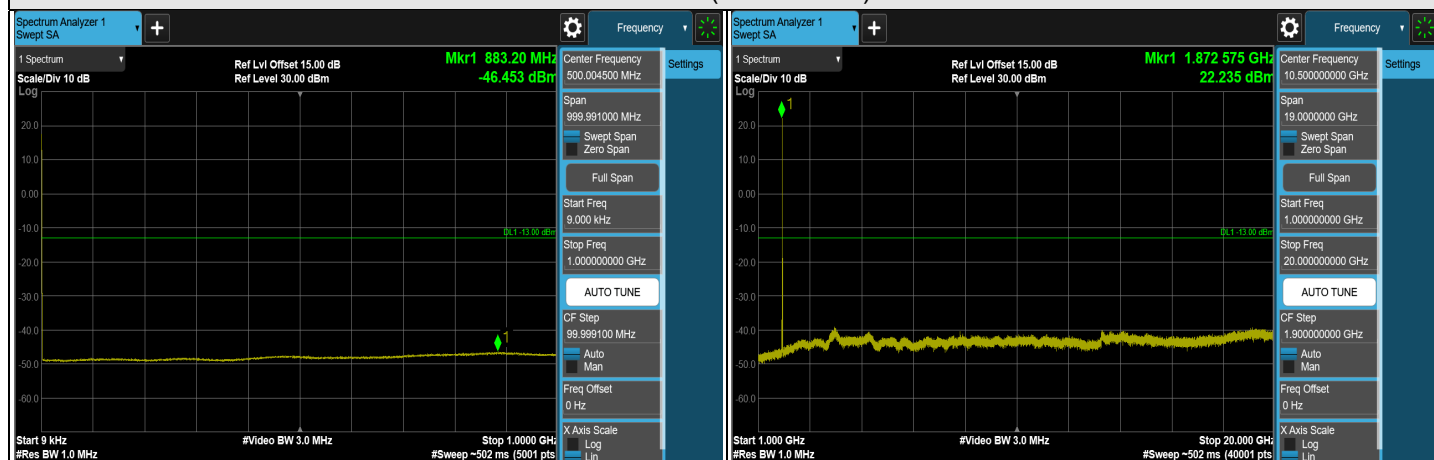 Spectrum Analyzer 1
Swept SA
+
Frequency
1 Spectrum
Scale/Div 10 dB
Ref Lvl Offset 15.00 dB
Ref Level 30.00 dBm
Mkr1 883.20 MHz
-46.453 dBm
Log
20.0
10.0
0.00
-10.0
-20.0
-30.0
-40.0
-50.0
-60.0
DL1 -13.00 dBm
1
Start 9 kHz
#Res BW 1.0 MHz
#Video BW 3.0 MHz
Stop 1.0000 GHz
#Sweep ~502 ms (5001 pts
Center Frequency
500.004500 MHz
Span
999.991000 MHz
Swept Span
Zero Span
Full Span
Start Freq
9.000 kHz
Stop Freq
1.000000000 GHz
AUTO TUNE
CF Step
99.999100 MHz
Auto
Man
Freq Offset
0 Hz
X Axis Scale
Log
Lin
Settings
Spectrum Analyzer 1
Swept SA
+
Frequency
1 Spectrum
Scale/Div 10 dB
Ref Lvl Offset 15.00 dB
Ref Level 30.00 dBm
Mkr1 1.872 575 GHz
22.235 dBm
Log
20.0
10.0
0.00
-10.0
-20.0
-30.0
-40.0
-50.0
-60.0
DL1 -13.00 dBm
1
Start 1.000 GHz
#Res BW 1.0 MHz
#Video BW 3.0 MHz
Stop 20.000 GHz
#Sweep ~502 ms (40001 pts
Center Frequency
10.500000000 GHz
Span
19.0000000 GHz
Swept Span
Zero Span
Full Span
Start Freq
1.000000000 GHz
Stop Freq
20.000000000 GHz
AUTO TUNE
CF Step
1.900000000 GHz
Auto
Man
Freq Offset
0 Hz
X Axis Scale
Log
Lin
Settings